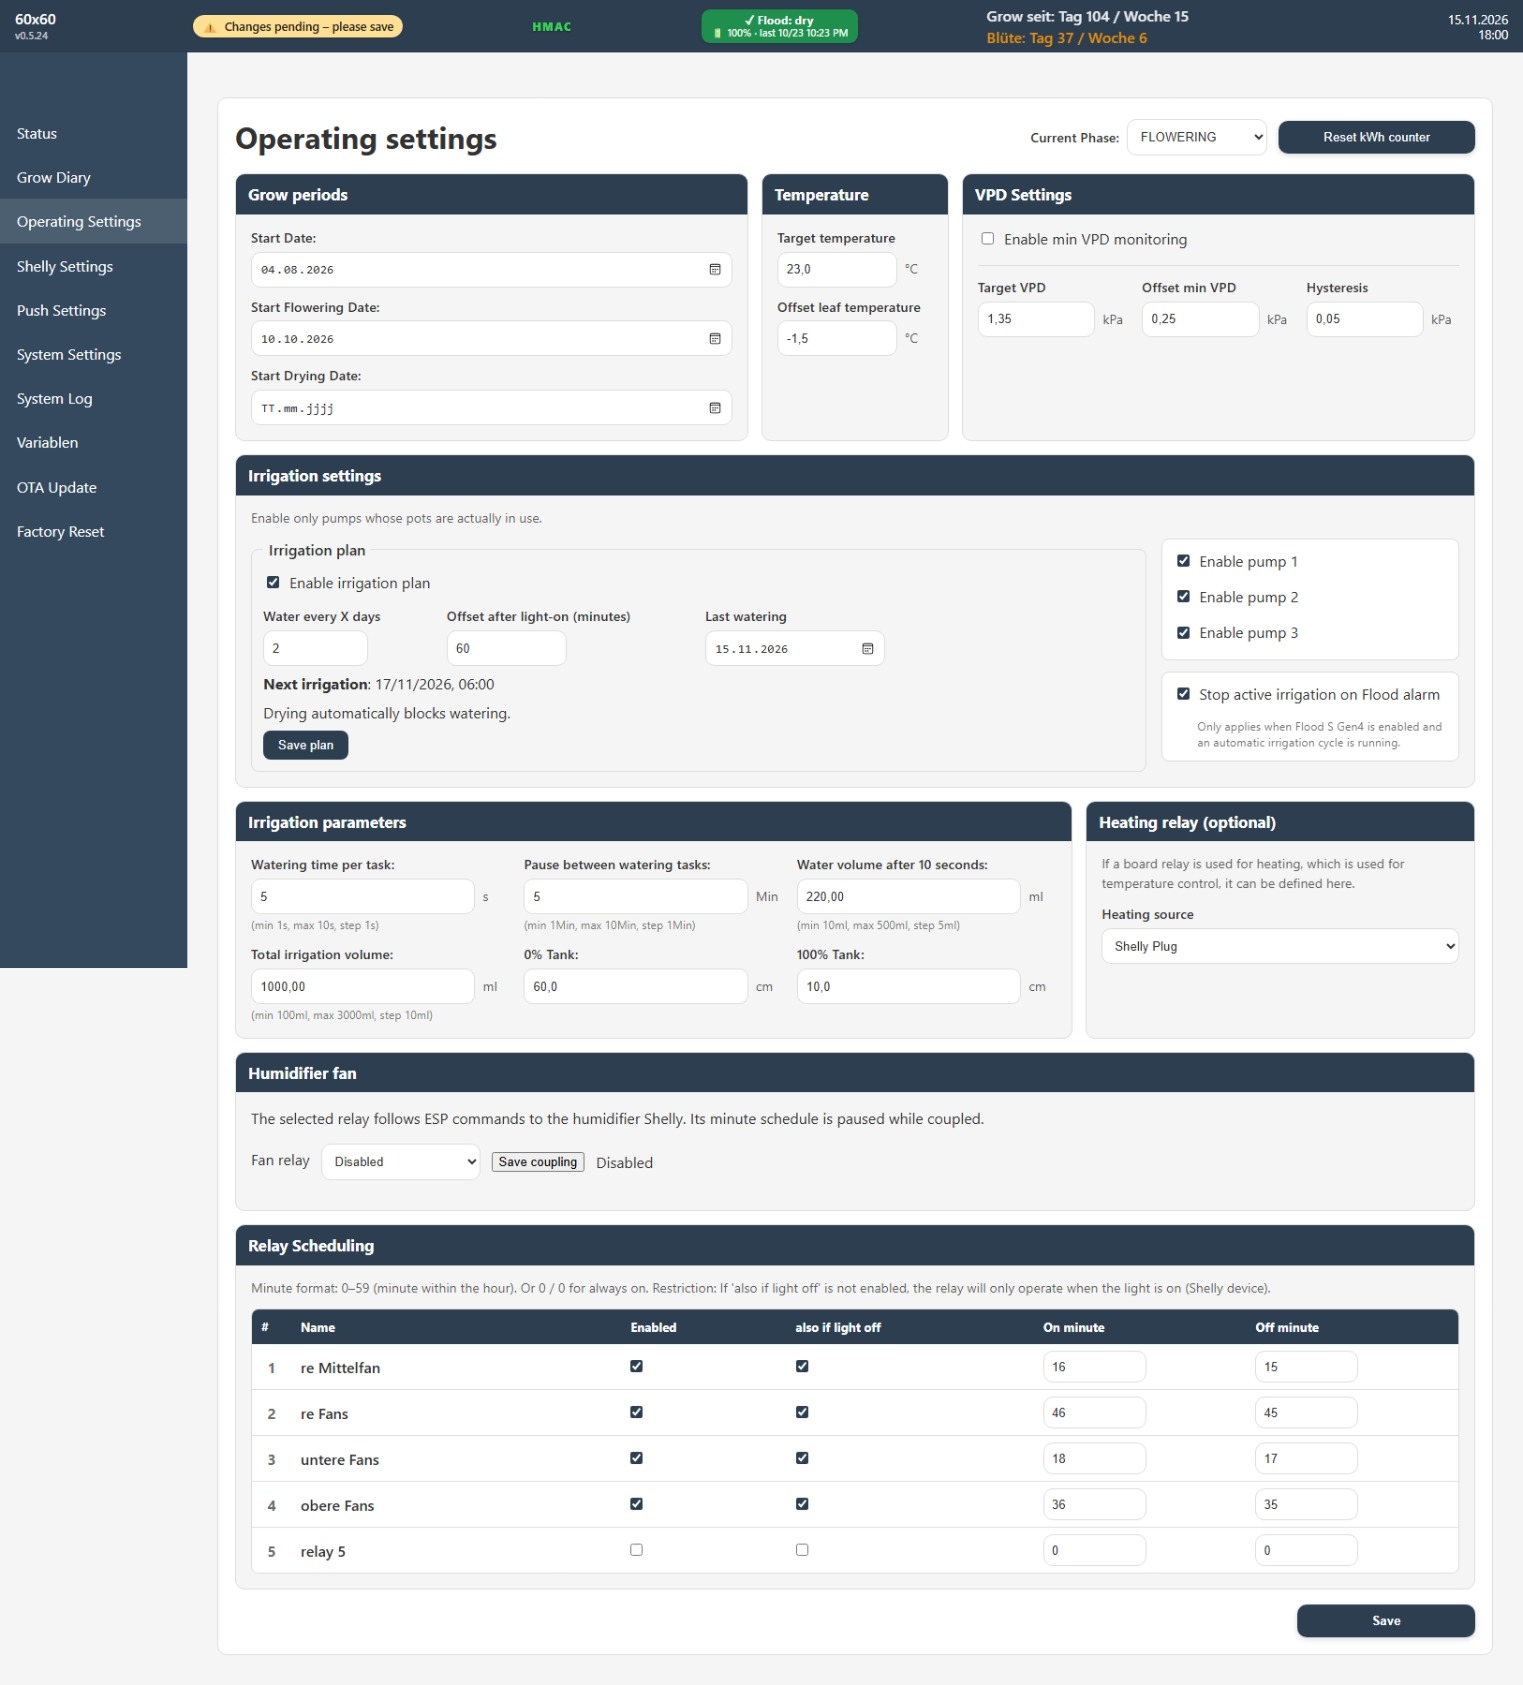 60x60
v0.5.24
⚠️ Changes pending – please save
HMAC
✓ Flood: dry
🔋 100% · last 10/23 10:23 PM
Grow seit: Tag 104 / Woche 15
Blüte: Tag 37 / Woche 6
15.11.2026
18:00
Status
Grow Diary
Operating Settings
Shelly Settings
Push Settings
System Settings
System Log
Variablen
OTA Update
Factory Reset
Operating settings
Current Phase: FLOWERING
Reset kWh counter
Grow periods
Start Date:
04.08.2026
Start Flowering Date:
10.10.2026
Start Drying Date:
TT.mm.jjjj
Temperature
Target temperature
23,0 °C
Offset leaf temperature
-1,5 °C
VPD Settings
Enable min VPD monitoring
Target VPD Offset min VPD Hysteresis
1,35 kPa 0,25 kPa 0,05 kPa
Irrigation settings
Enable only pumps whose pots are actually in use.
Irrigation plan
Enable irrigation plan
Water every X days Offset after light-on (minutes) Last watering
2 60 15.11.2026
Next irrigation: 17/11/2026, 06:00
Drying automatically blocks watering.
Save plan
Enable pump 1
Enable pump 2
Enable pump 3
Stop active irrigation on Flood alarm
Only applies when Flood S Gen4 is enabled and
an automatic irrigation cycle is running.
Irrigation parameters
Watering time per task: Pause between watering tasks: Water volume after 10 seconds:
5 s 5 Min 220,00 ml
(min 1s, max 10s, step 1s) (min 1Min, max 10Min, step 1Min) (min 10ml, max 500ml, step 5ml)
Total irrigation volume: 0% Tank: 100% Tank:
1000,00 ml 60,0 cm 10,0 cm
(min 100ml, max 3000ml, step 10ml)
Heating relay (optional)
If a board relay is used for heating, which is used for
temperature control, it can be defined here.
Heating source
Shelly Plug
Humidifier fan
The selected relay follows ESP commands to the humidifier Shelly. Its minute schedule is paused while coupled.
Fan relay Disabled Save coupling Disabled
Relay Scheduling
Minute format: 0–59 (minute within the hour). Or 0 / 0 for always on. Restriction: If 'also if light off' is not enabled, the relay will only operate when the light is on (Shelly device).
# Name Enabled also if light off On minute Off minute
1 re Mittelfan 16 15
2 re Fans 46 45
3 untere Fans 18 17
4 obere Fans 36 35
5 relay 5 0 0
Save